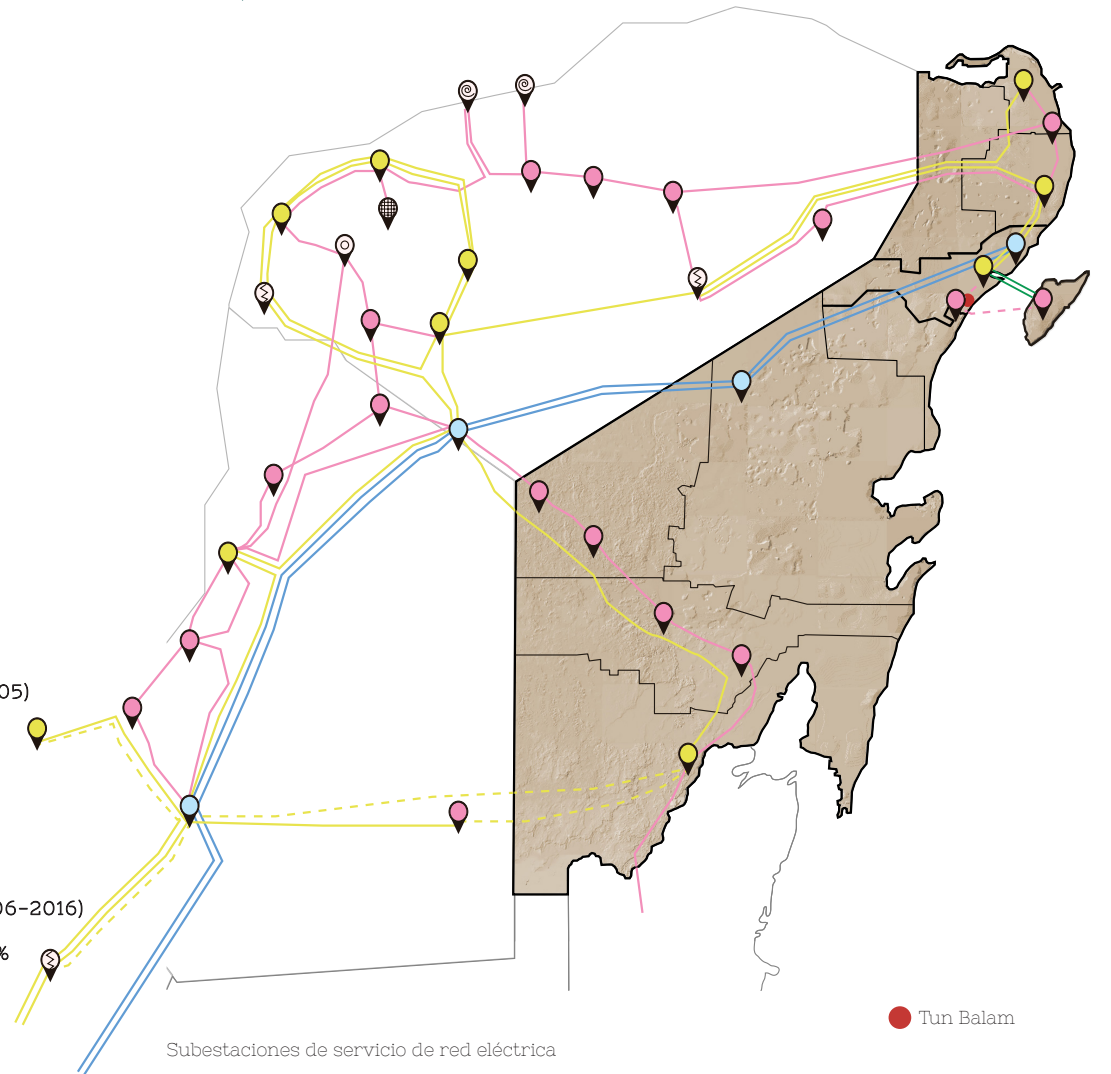 05)
06-2016)
%
Tun Balam
Subestaciones de servicio de red eléctrica